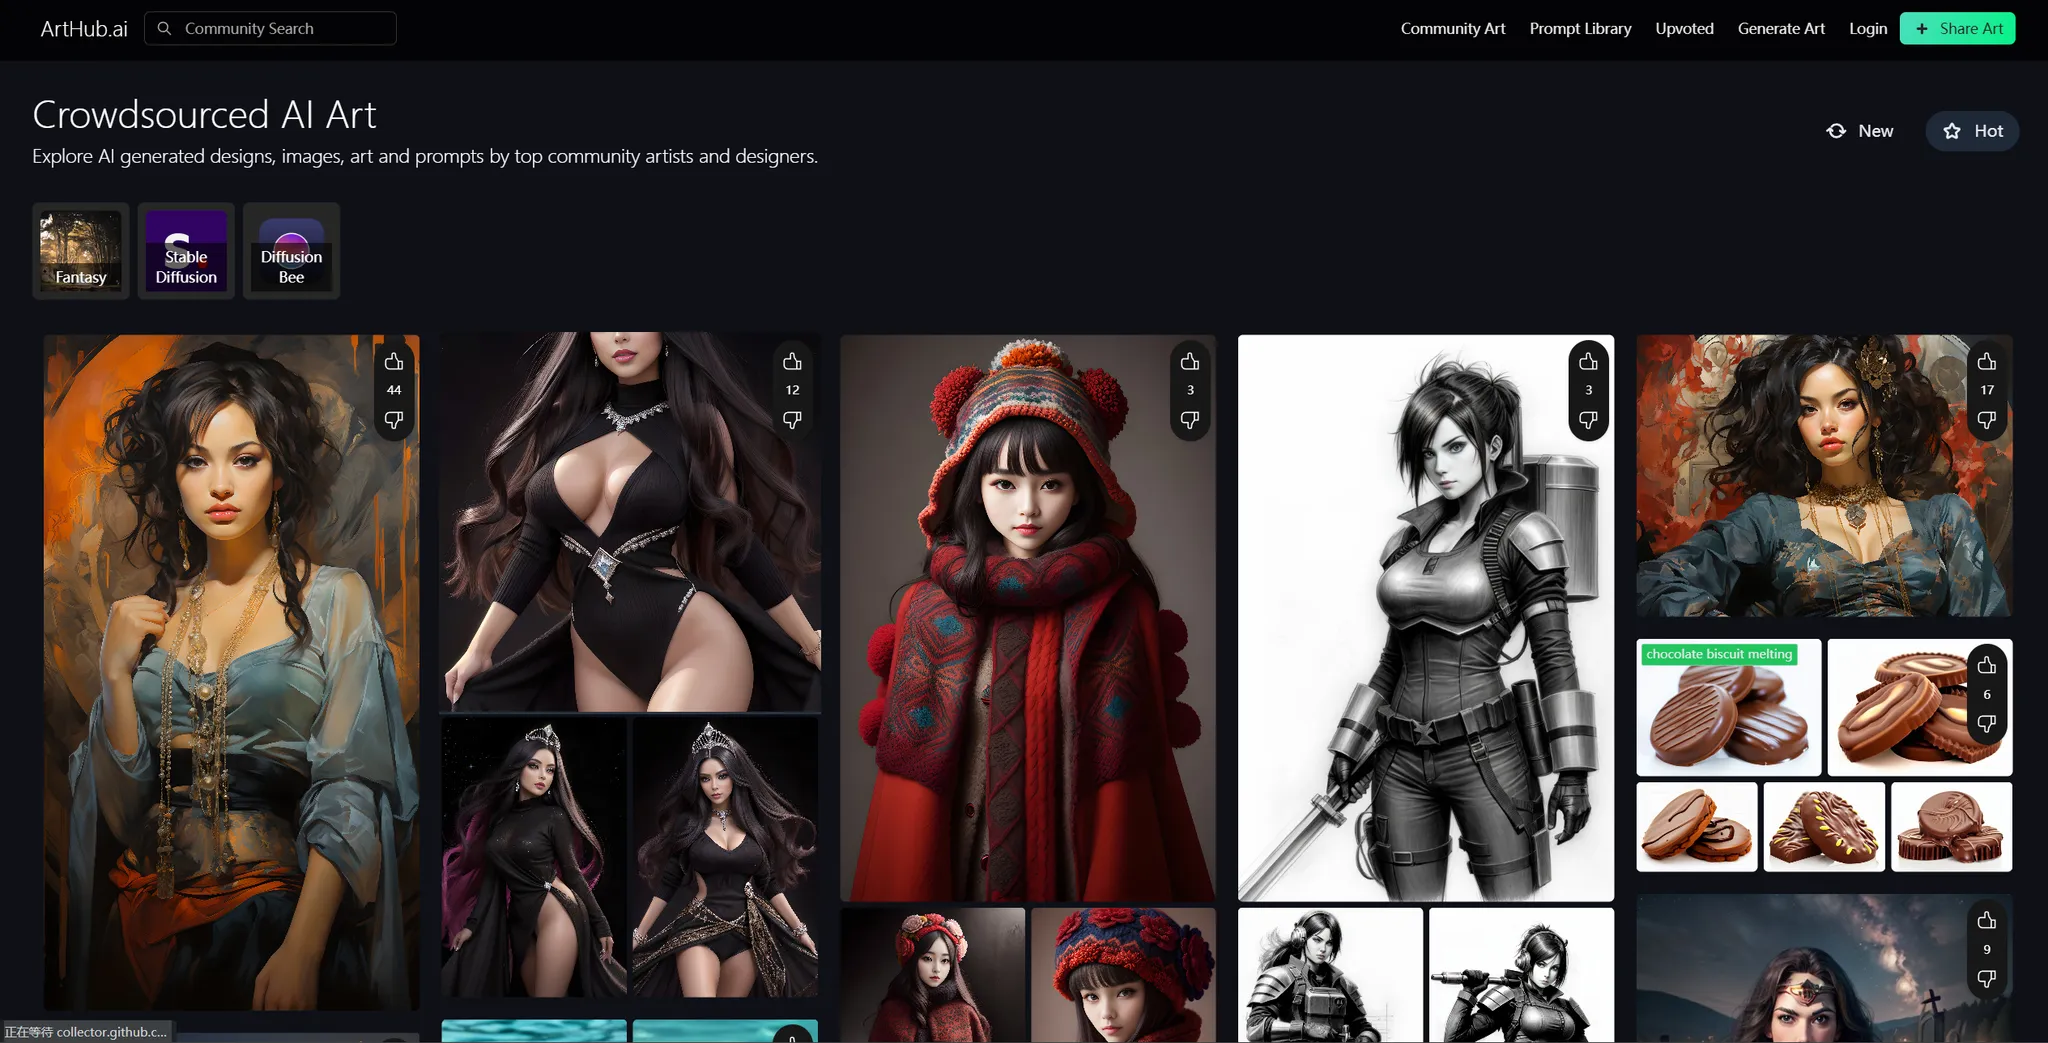 ArtHub.ai
Community Search
Community Art
Prompt Library
Upvoted
Generate Art
Login
+ Share Art
Crowdsourced AI Art
Explore AI generated designs, images, art and prompts by top community artists and designers.
New
Hot
Fantasy
S.
Stable
Diffusion
Diffusion
Bee
44
12
3
3
17
chocolate biscuit melting
6
9
正在等待 collector.github.c...